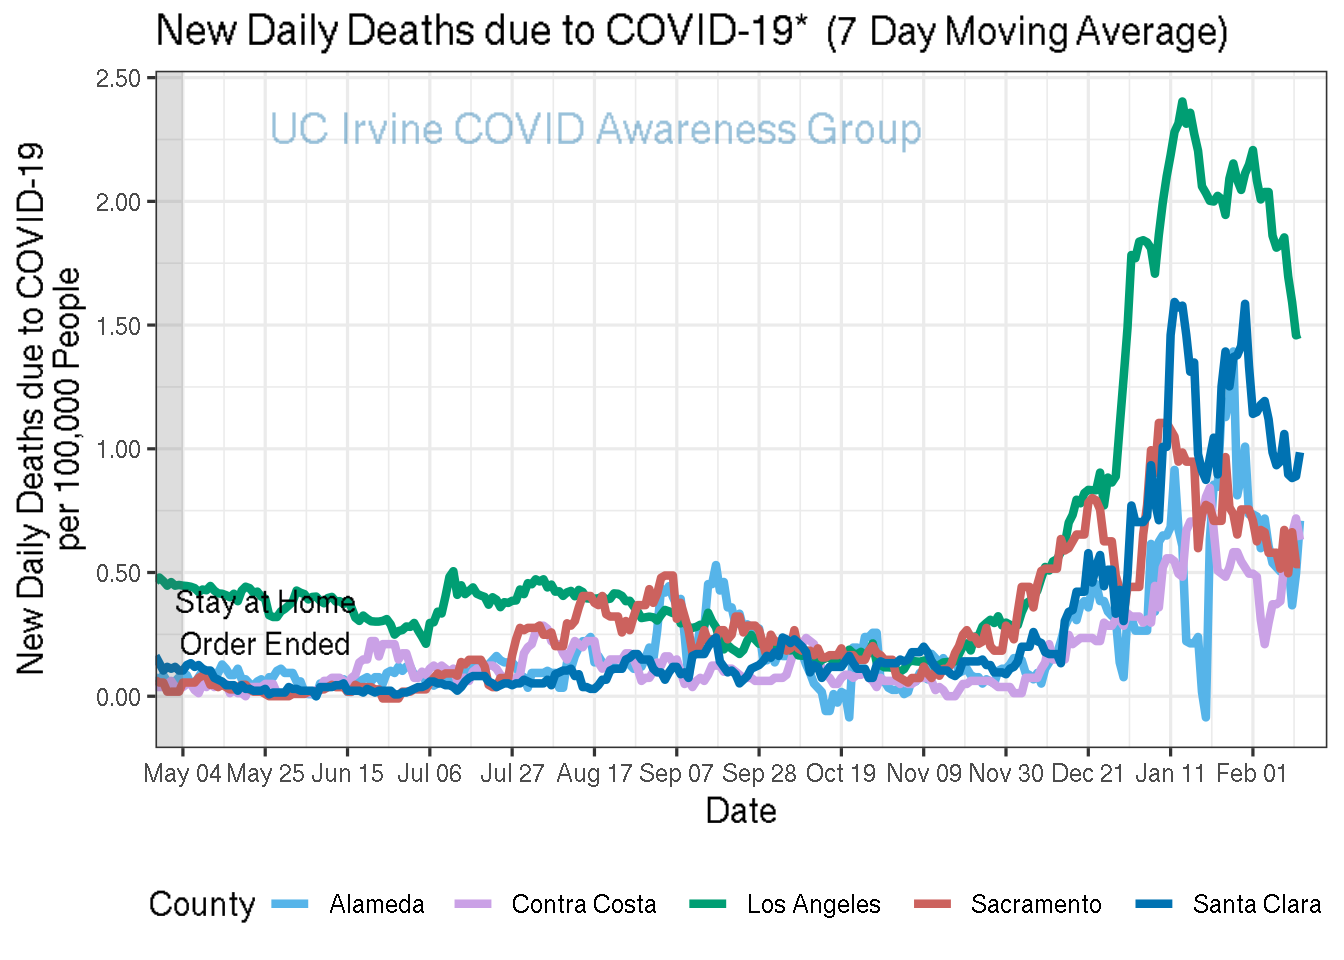 New Daily Deaths due to COVID-19* (7 Day Moving Average)
UC Irvine COVID Awareness Group
New Daily Deaths due to COVID-19
per 100,000 People
2.50
2.00
1.50
1.00
0.50
0.00
Stay at Home
Order Ended
May 04 May 25 Jun 15 Jul 06 Jul 27 Aug 17 Sep 07 Sep 28 Oct 19 Nov 09 Nov 30 Dec 21 Jan 11 Feb 01
Date
County Alameda Contra Costa Los Angeles Sacramento Santa Clara